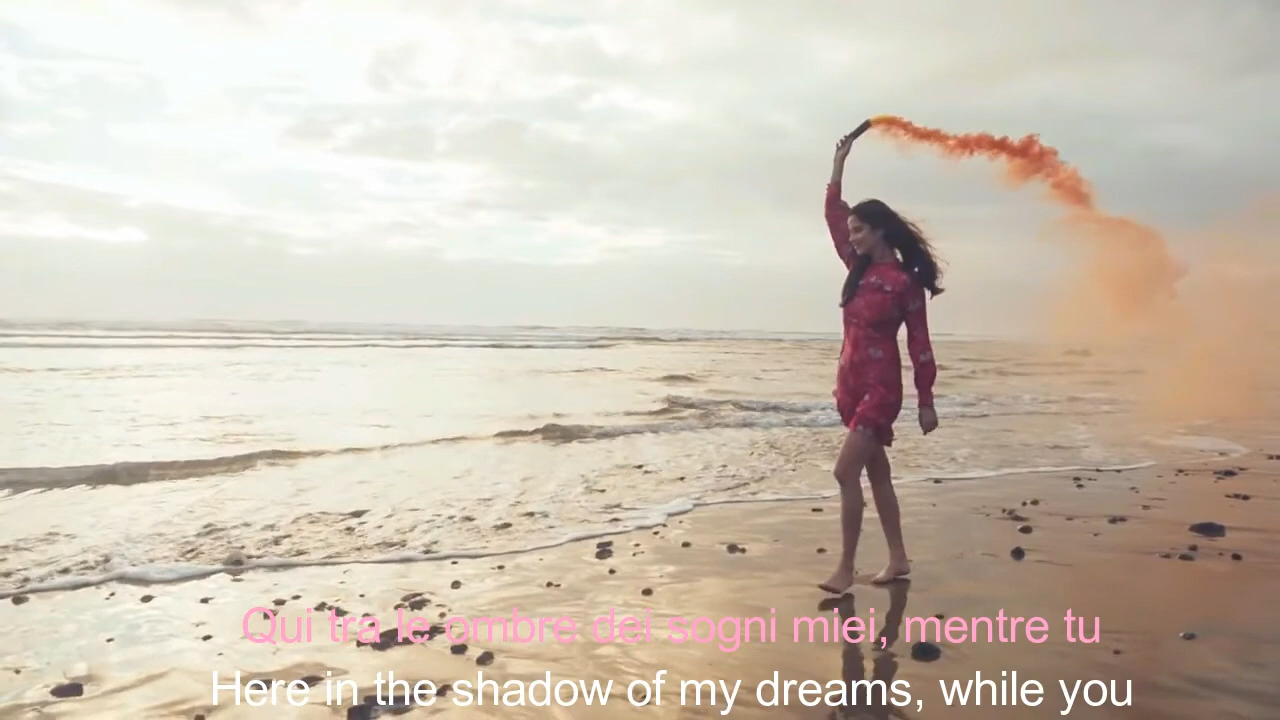 Qui tra le ombre dei sogni miei, mentre tu
Here in the shadow of my dreams, while you